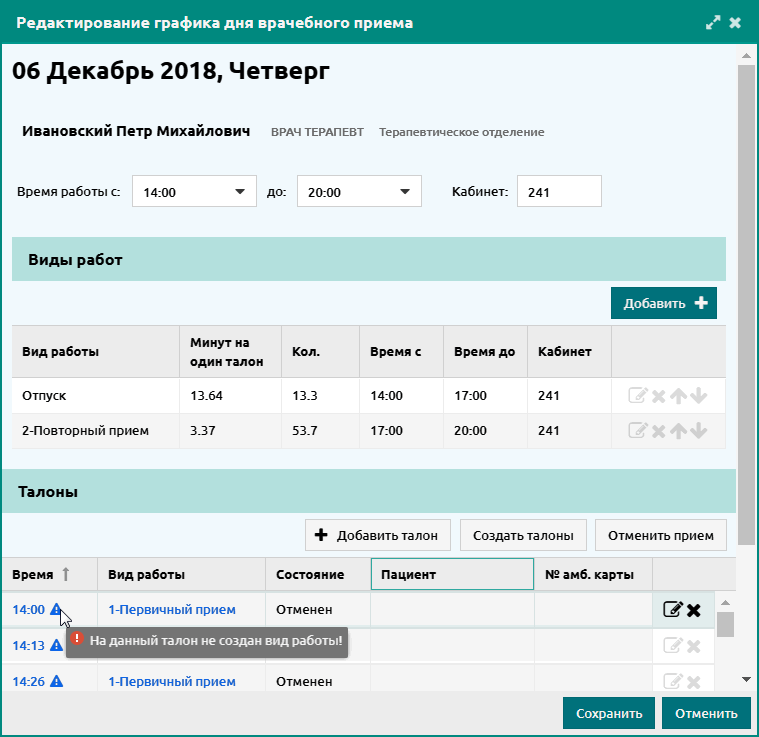 Редактирование графика дня врачебного приема
06 Декабрь 2018, Четверг
Ивановский Петр Михайлович ВРАЧ ТЕРАПЕВТ Терапевтическое отделение
Время работы с: 14:00 до: 20:00 Кабинет: 241
Виды работ
Добавить
Вид работы Минут на один талон Кол. Время с Время до Кабинет
Отпуск 13.64 13.3 14:00 17:00 241
2-Повторный прием 3.37 53.7 17:00 20:00 241
Талоны
Добавить талон Создать талоны Отменить прием
Время Вид работы Состояние Пациент № амб. карты
14:00 1-Первичный прием Отменен
14:13 На данный талон не создан вид работы!
14:26 1-Первичный прием Отменен
Сохранить Отменить